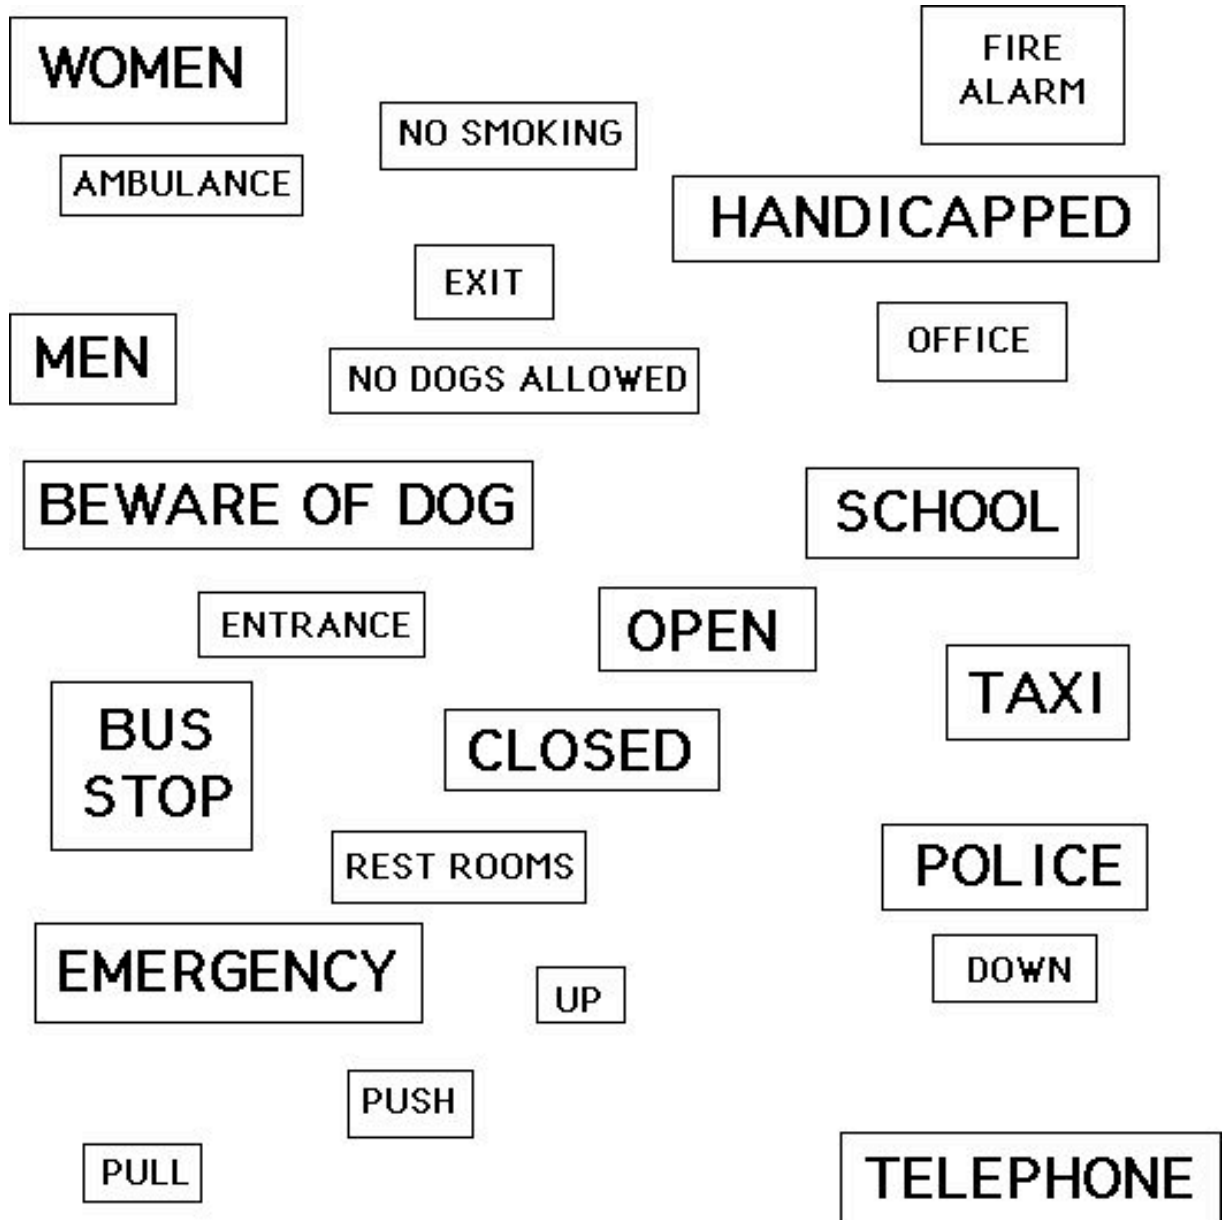 WOMEN
FIRE
ALARM
NO SMOKING
AMBULANCE
HANDICAPPED
EXIT
OFFICE
MEN
NO DOGS ALLOWED
BEWARE OF DOG
SCHOOL
ENTRANCE
OPEN
TAXI
BUS
STOP
CLOSED
REST ROOMS
POLICE
EMERGENCY
DOWN
UP
PUSH
PULL
TELEPHONE